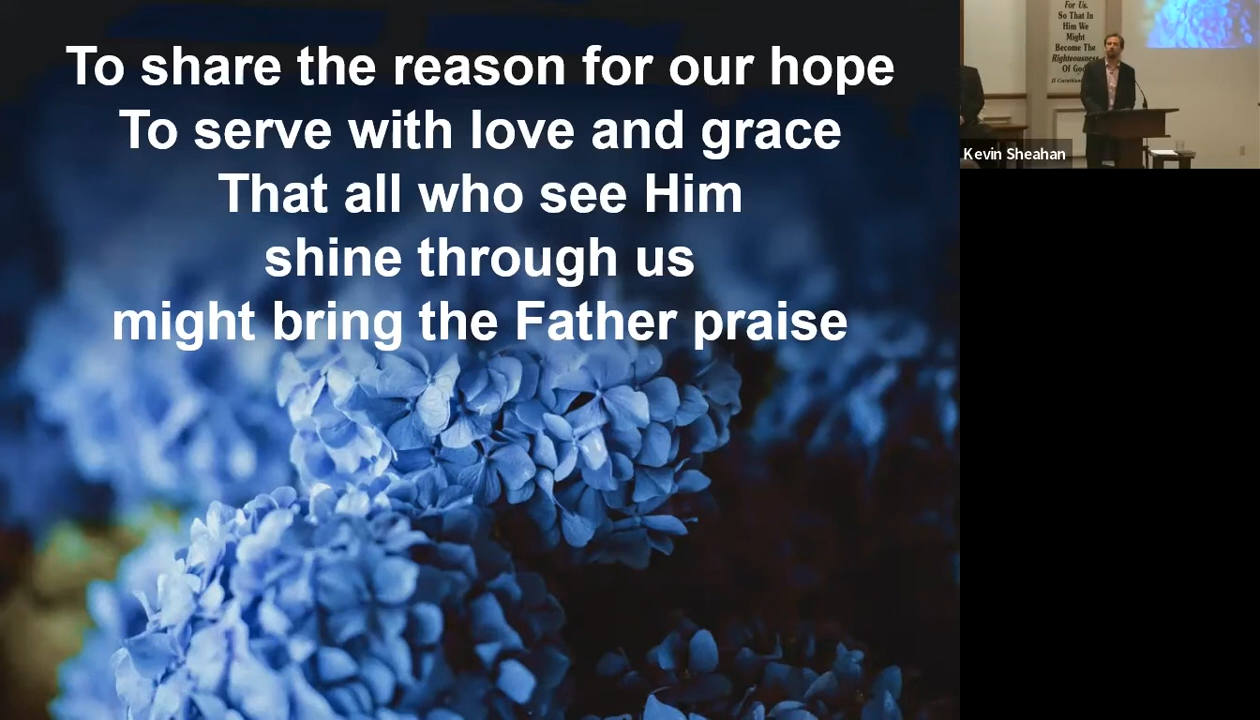 To share the reason for our hope
To serve with love and grace
That all who see Him
shine through us
might bring the Father praise
For Us.
So That In
Him We
Might
Become The
Righteousness
Of God
Kevin Sheahan